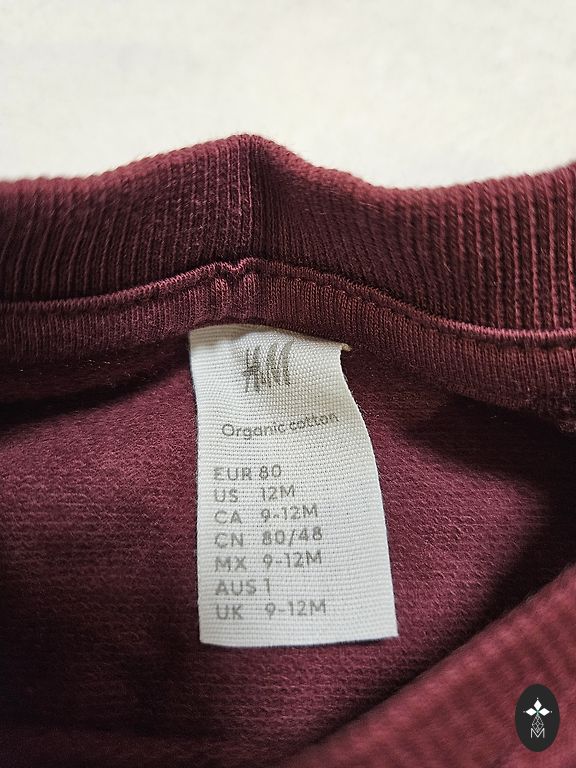 H&M
Organic cotton
EUR 80
US 12M
CA 9-12M
CN 80/48
MX 9-12M
AUS 1
UK 9-12M
M